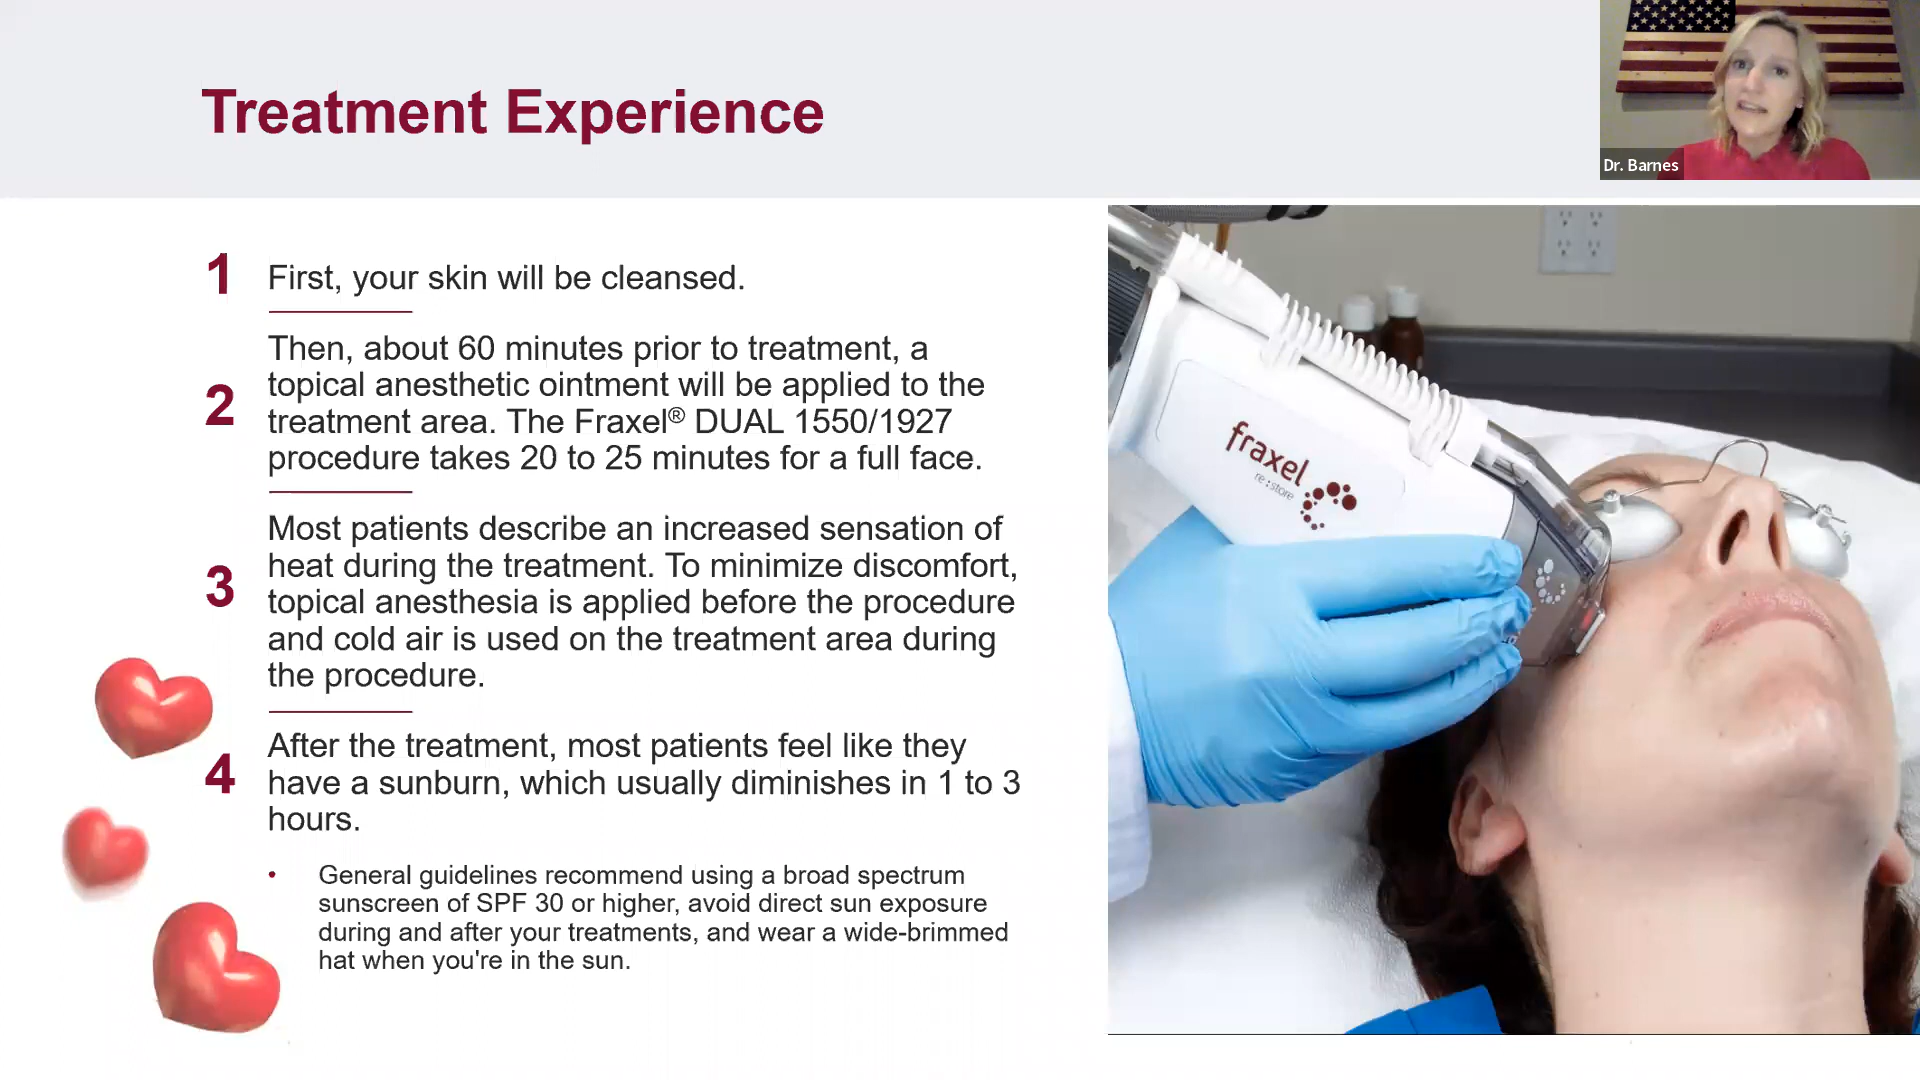 Treatment Experience
Dr. Barnes
1 First, your skin will be cleansed.
2
Then, about 60 minutes prior to treatment, a
topical anesthetic ointment will be applied to the
treatment area. The Fraxel® DUAL 1550/1927
procedure takes 20 to 25 minutes for a full face.
3
Most patients describe an increased sensation of
heat during the treatment. To minimize discomfort,
topical anesthesia is applied before the procedure
and cold air is used on the treatment area during
the procedure.
4
After the treatment, most patients feel like they
have a sunburn, which usually diminishes in 1 to 3
hours.
• General guidelines recommend using a broad spectrum
sunscreen of SPF 30 or higher, avoid direct sun exposure
during and after your treatments, and wear a wide-brimmed
hat when you're in the sun.
fraxel
re:store